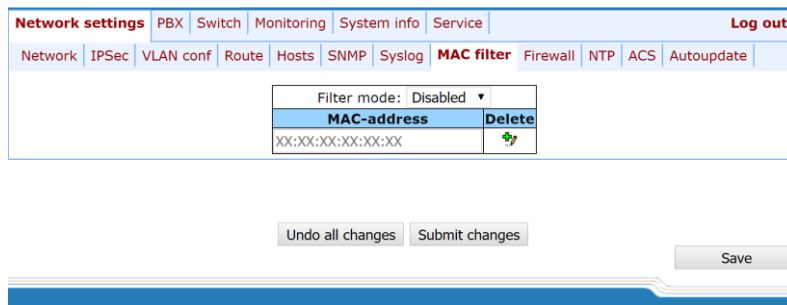 Network settings PBX Switch Monitoring System info Service Log out
Network IPSec VLAN conf Route Hosts SNMP Syslog MAC filter Firewall NTP ACS Autoupdate
Filter mode: Disabled
MAC-address Delete
XX:XX:XX:XX:XX:XX
Undo all changes Submit changes
Save